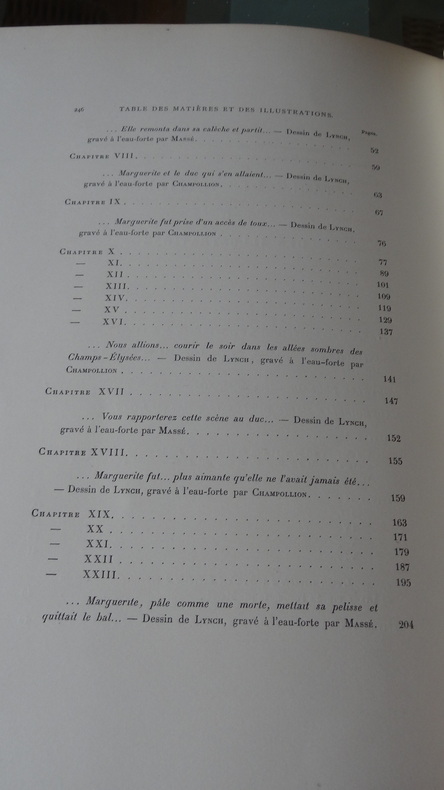 246 TABLE DES MATIÈRES ET DES ILLUSTRATIONS.
Pages.
... Elle remonta dans sa calèche et partit... — Dessin de Lynch,
gravé à l'eau-forte par Massé. 52
Chapitre VIII. 59
... Marguerite et le duc qui s'en allaient... — Dessin de Lynch,
gravé à l'eau-forte par Champollion. 63
Chapitre IX . 67
... Marguerite fut prise d'un accès de toux... — Dessin de Lynch,
gravé à l'eau-forte par Champollion . 76
Chapitre X . 77
— XI. 89
— XII . 101
— XIII. 109
— XIV. 119
— XV . 129
— XVI. 137
... Nous allions... courir le soir dans les allées sombres des
Champs-Élysées... — Dessin de Lynch, gravé à l'eau-forte par
Champollion . 141
Chapitre XVII . 147
... Vous rapporterez cette scène au duc... — Dessin de Lynch,
gravé à l'eau-forte par Massé. 152
Chapitre XVIII. 155
... Marguerite fut... plus aimante qu'elle ne l'avait jamais été...
— Dessin de Lynch, gravé à l'eau-forte par Champollion. 159
Chapitre XIX. 163
— XX . 171
— XXI. 179
— XXII . 187
— XXIII. 195
... Marguerite, pâle comme une morte, mettait sa pelisse et
quittait le bal... — Dessin de Lynch, gravé à l'eau-forte par Massé. 204